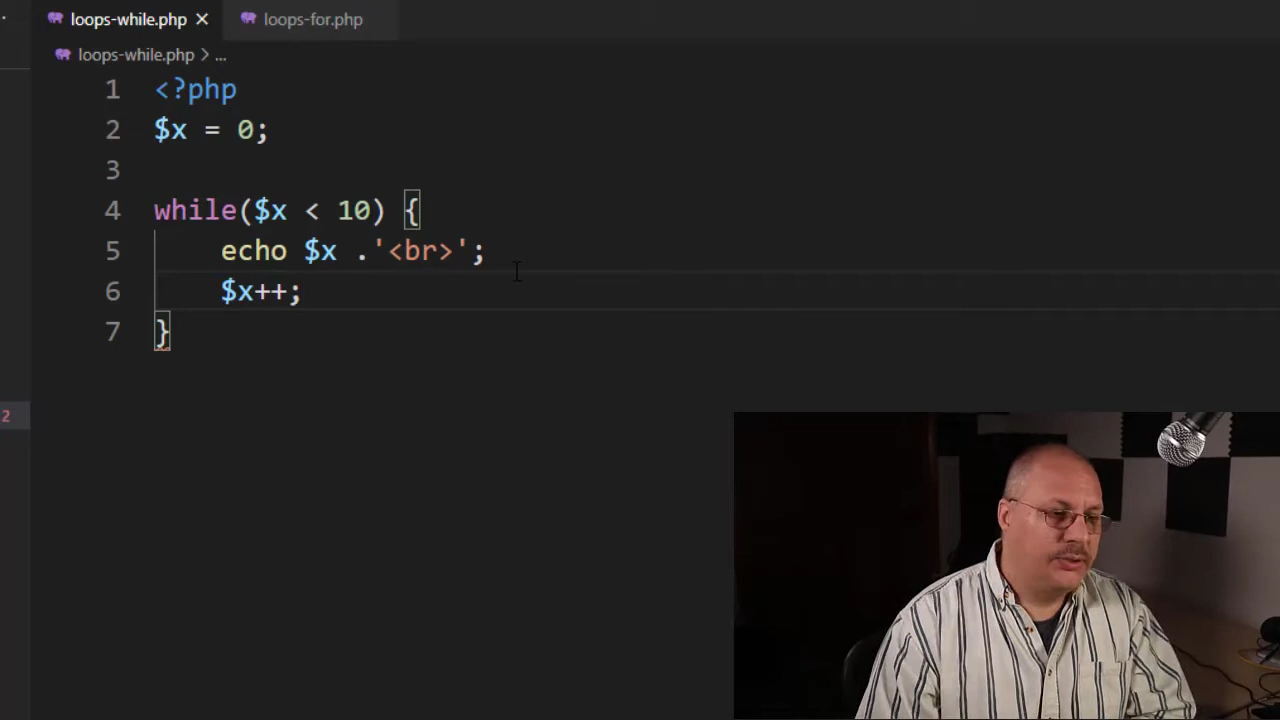 loops-while.php loops-for.php
loops-while.php > ...
1 <?php
2 $x = 0;
3
4 while($x < 10) {
5 echo $x .'<br>';
6 $x++;
7 }
2